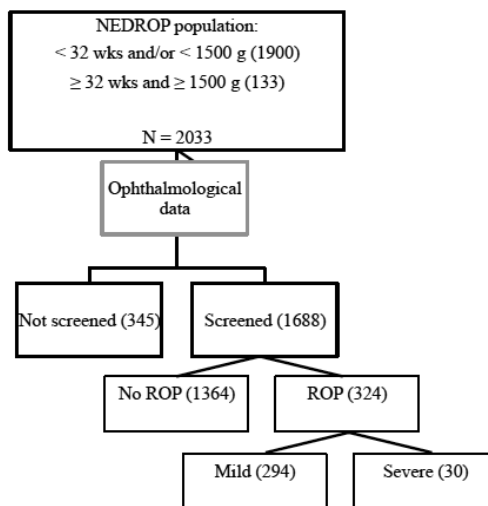 NEDROP population:
< 32 wks and/or < 1500 g (1900)
≥ 32 wks and ≥ 1500 g (133)
N = 2033
Ophthalmological
data
Not screened (345)
Screened (1688)
No ROP (1364)
ROP (324)
Mild (294)
Severe (30)